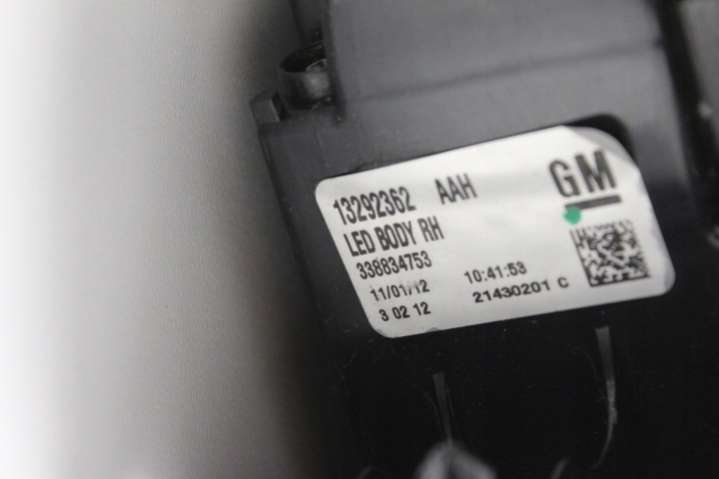 GM
13292362 AAH
LED BODY RH
338834753
11/01/12 10:41:53
3 02 12 21430201 C